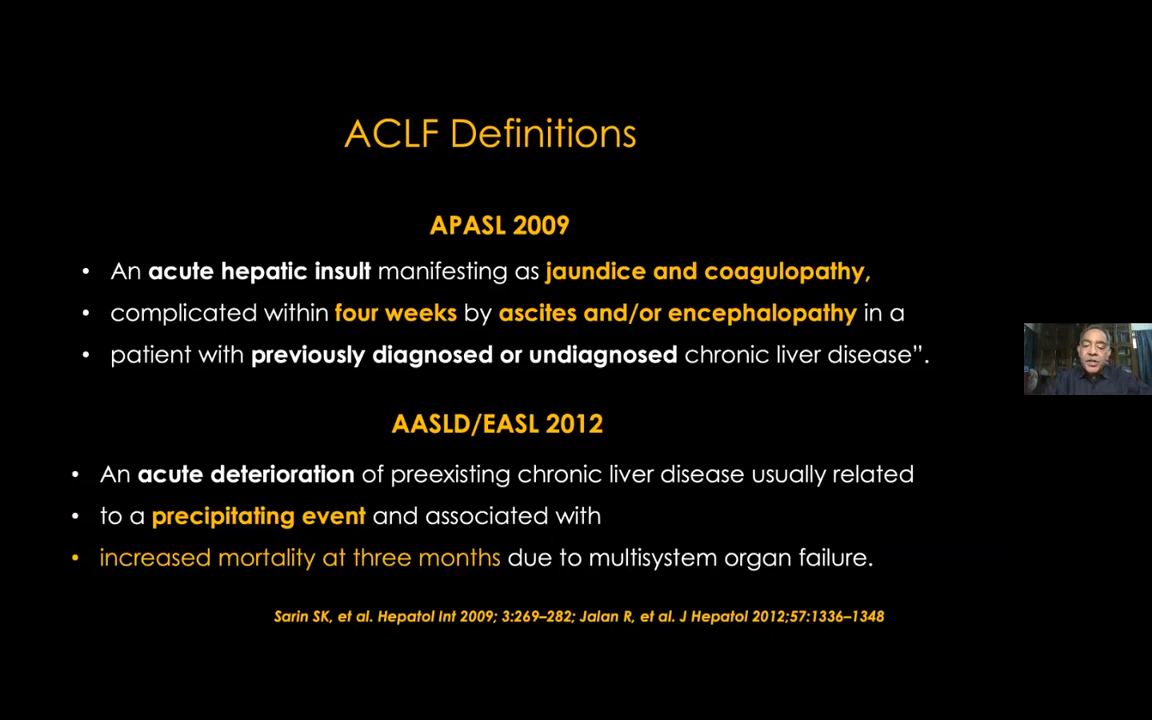 ACLF Definitions
APASL 2009
• An acute hepatic insult manifesting as jaundice and coagulopathy,
• complicated within four weeks by ascites and/or encephalopathy in a
• patient with previously diagnosed or undiagnosed chronic liver disease”.
AASLD/EASL 2012
• An acute deterioration of preexisting chronic liver disease usually related
• to a precipitating event and associated with
• increased mortality at three months due to multisystem organ failure.
Sarin SK, et al. Hepatol Int 2009; 3:269–282; Jalan R, et al. J Hepatol 2012;57:1336–1348